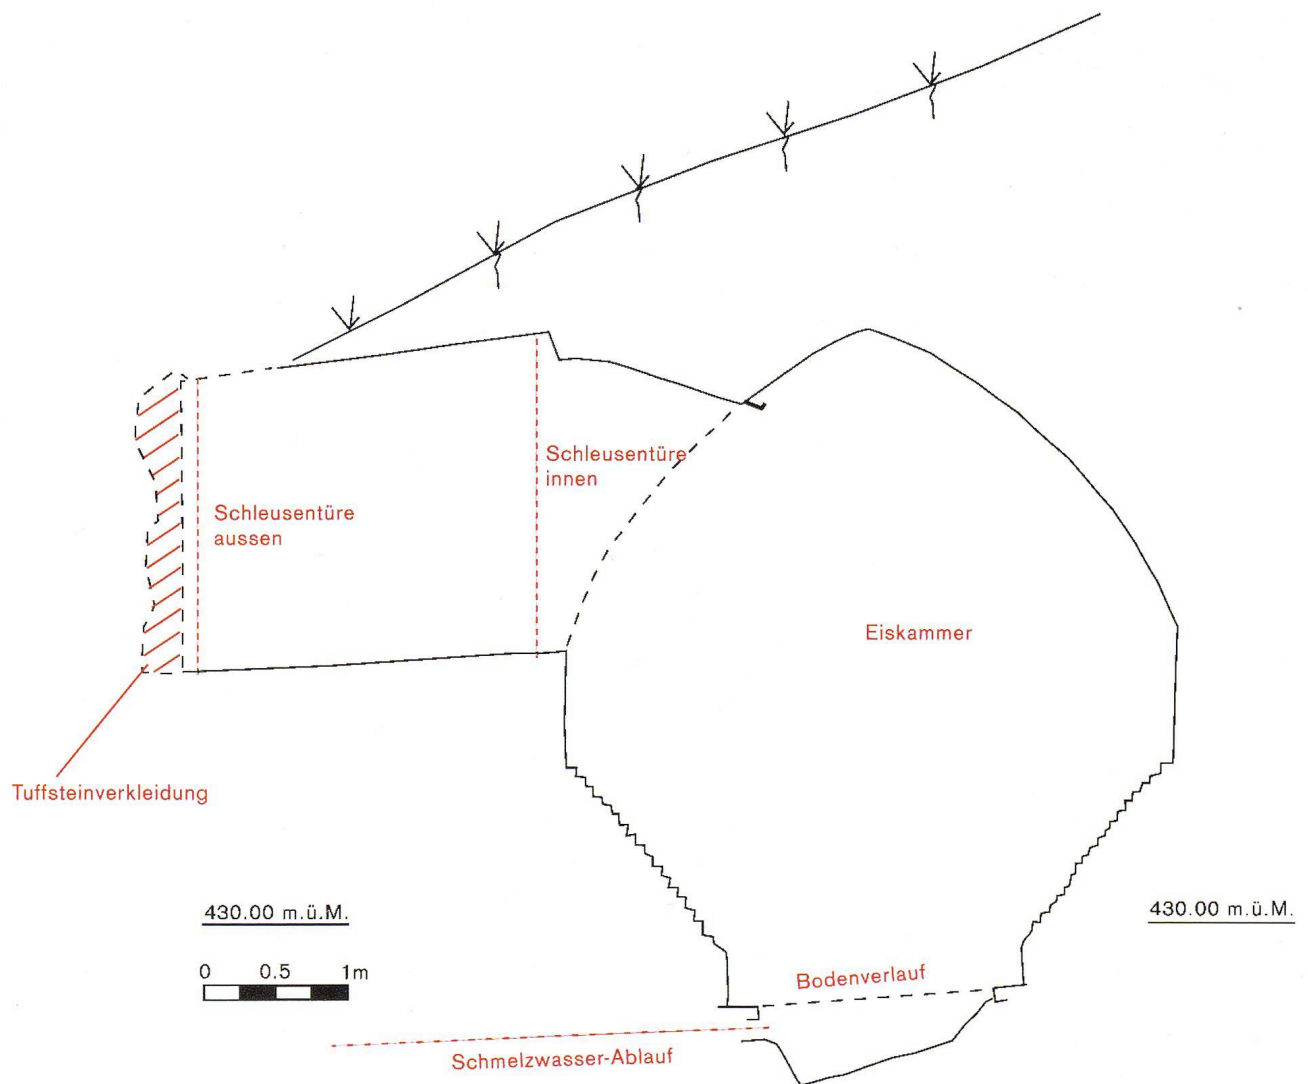 Schleusentüre
innen
Schleusentüre
aussen
Eiskammer
Tuffsteinverkleidung
430.00 m.ü.M.
430.00 m.ü.M.
0 0.5 1m
Bodenverlauf
Schmelzwasser-Ablauf